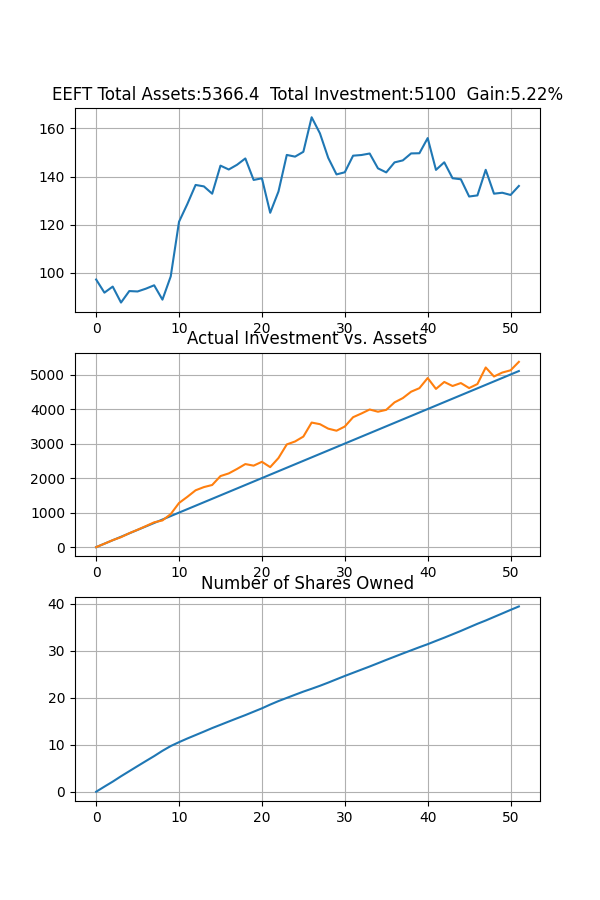 EEFT Total Assets:5366.4  Total Investment:5100  Gain:5.22%
160
140
120
100
0 10 20 30 40 50
Actual Investment vs. Assets
5000
4000
3000
2000
1000
0
0 10 20 30 40 50
Number of Shares Owned
40
30
20
10
0
0 10 20 30 40 50